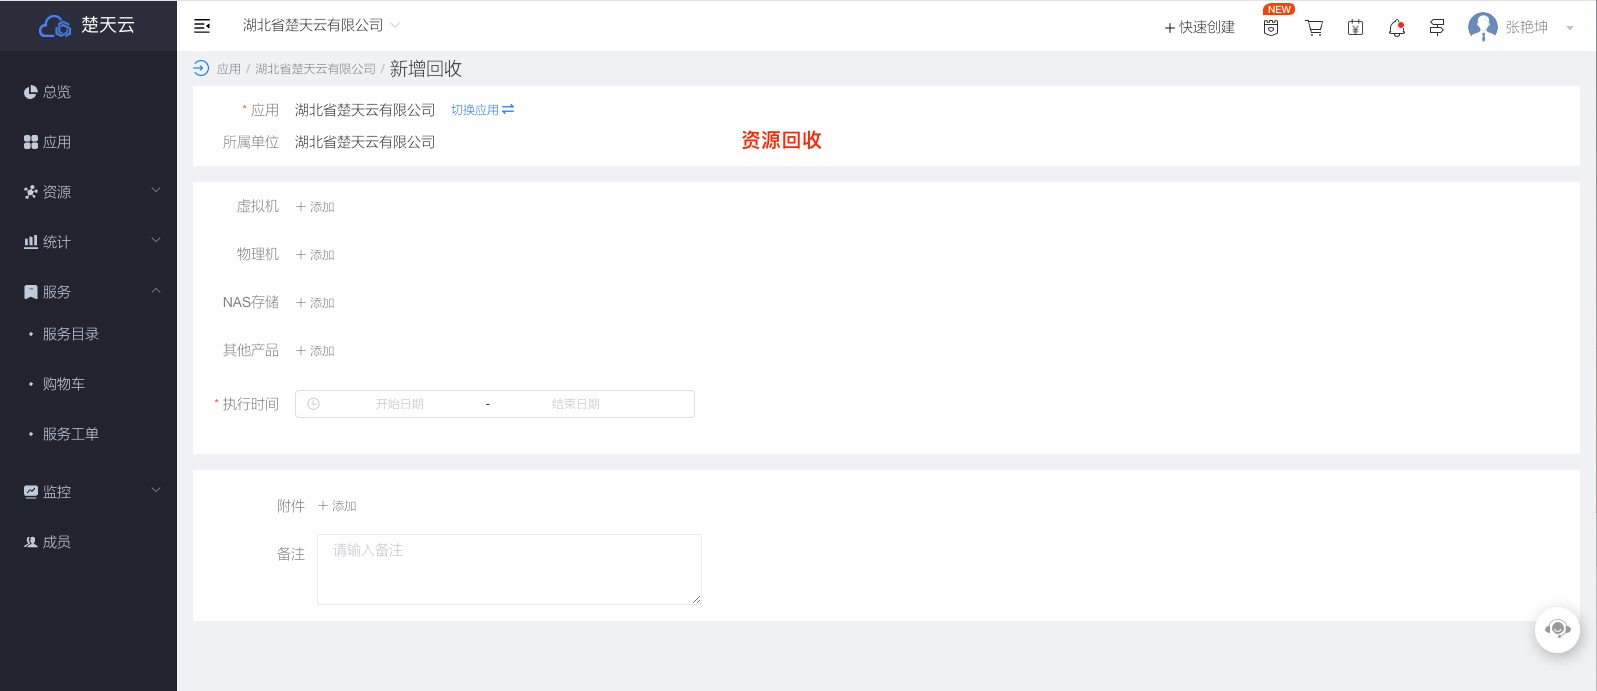 楚天云
湖北省楚天云有限公司
+ 快速创建
NEW
张艳坤
应用 / 湖北省楚天云有限公司 / 新增回收
总览
应用
资源
统计
服务
服务目录
购物车
服务工单
监控
成员
* 应用 湖北省楚天云有限公司 切换应用
所属单位 湖北省楚天云有限公司
资源回收
虚拟机 + 添加
物理机 + 添加
NAS存储 + 添加
其他产品 + 添加
* 执行时间 开始日期 - 结束日期
附件 + 添加
备注 请输入备注